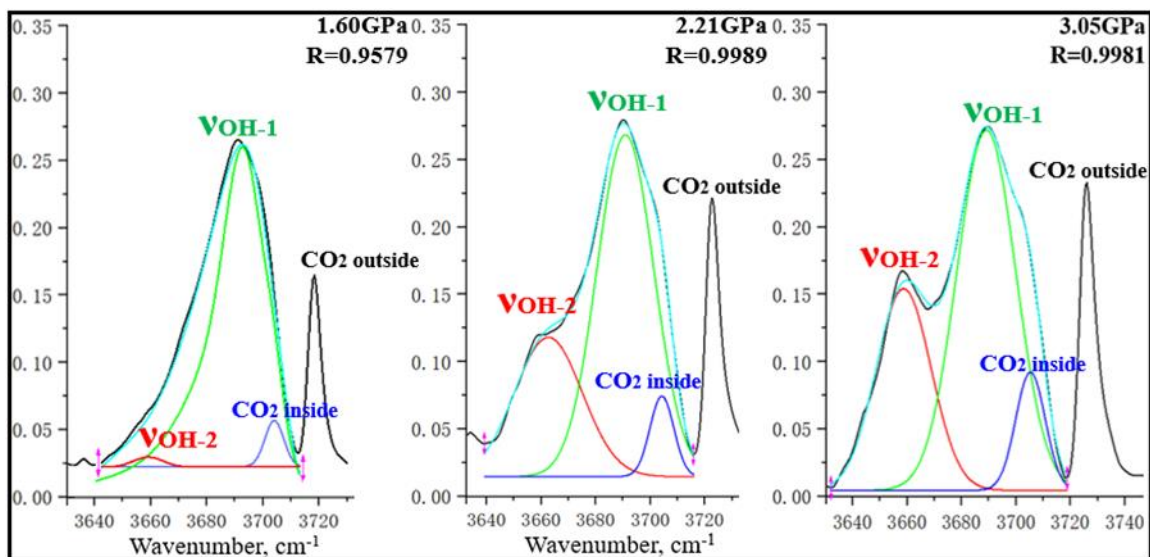 1.60GPa
R=0.9579
0.35
0.30
0.25
0.20
0.15
0.10
0.05
0.00
νOH-1
CO2 outside
CO2 inside
νOH-2
3640 3660 3680 3700 3720
Wavenumber, cm-1
2.21GPa
R=0.9989
0.35
0.30
0.25
0.20
0.15
0.10
0.05
0.00
νOH-1
CO2 outside
νOH-2
CO2 inside
3640 3660 3680 3700 3720
Wavenumber, cm-1
3.05GPa
R=0.9981
0.35
0.30
0.25
0.20
0.15
0.10
0.05
0.00
νOH-1
CO2 outside
νOH-2
CO2 inside
3640 3660 3680 3700 3720 3740
Wavenumber, cm-1